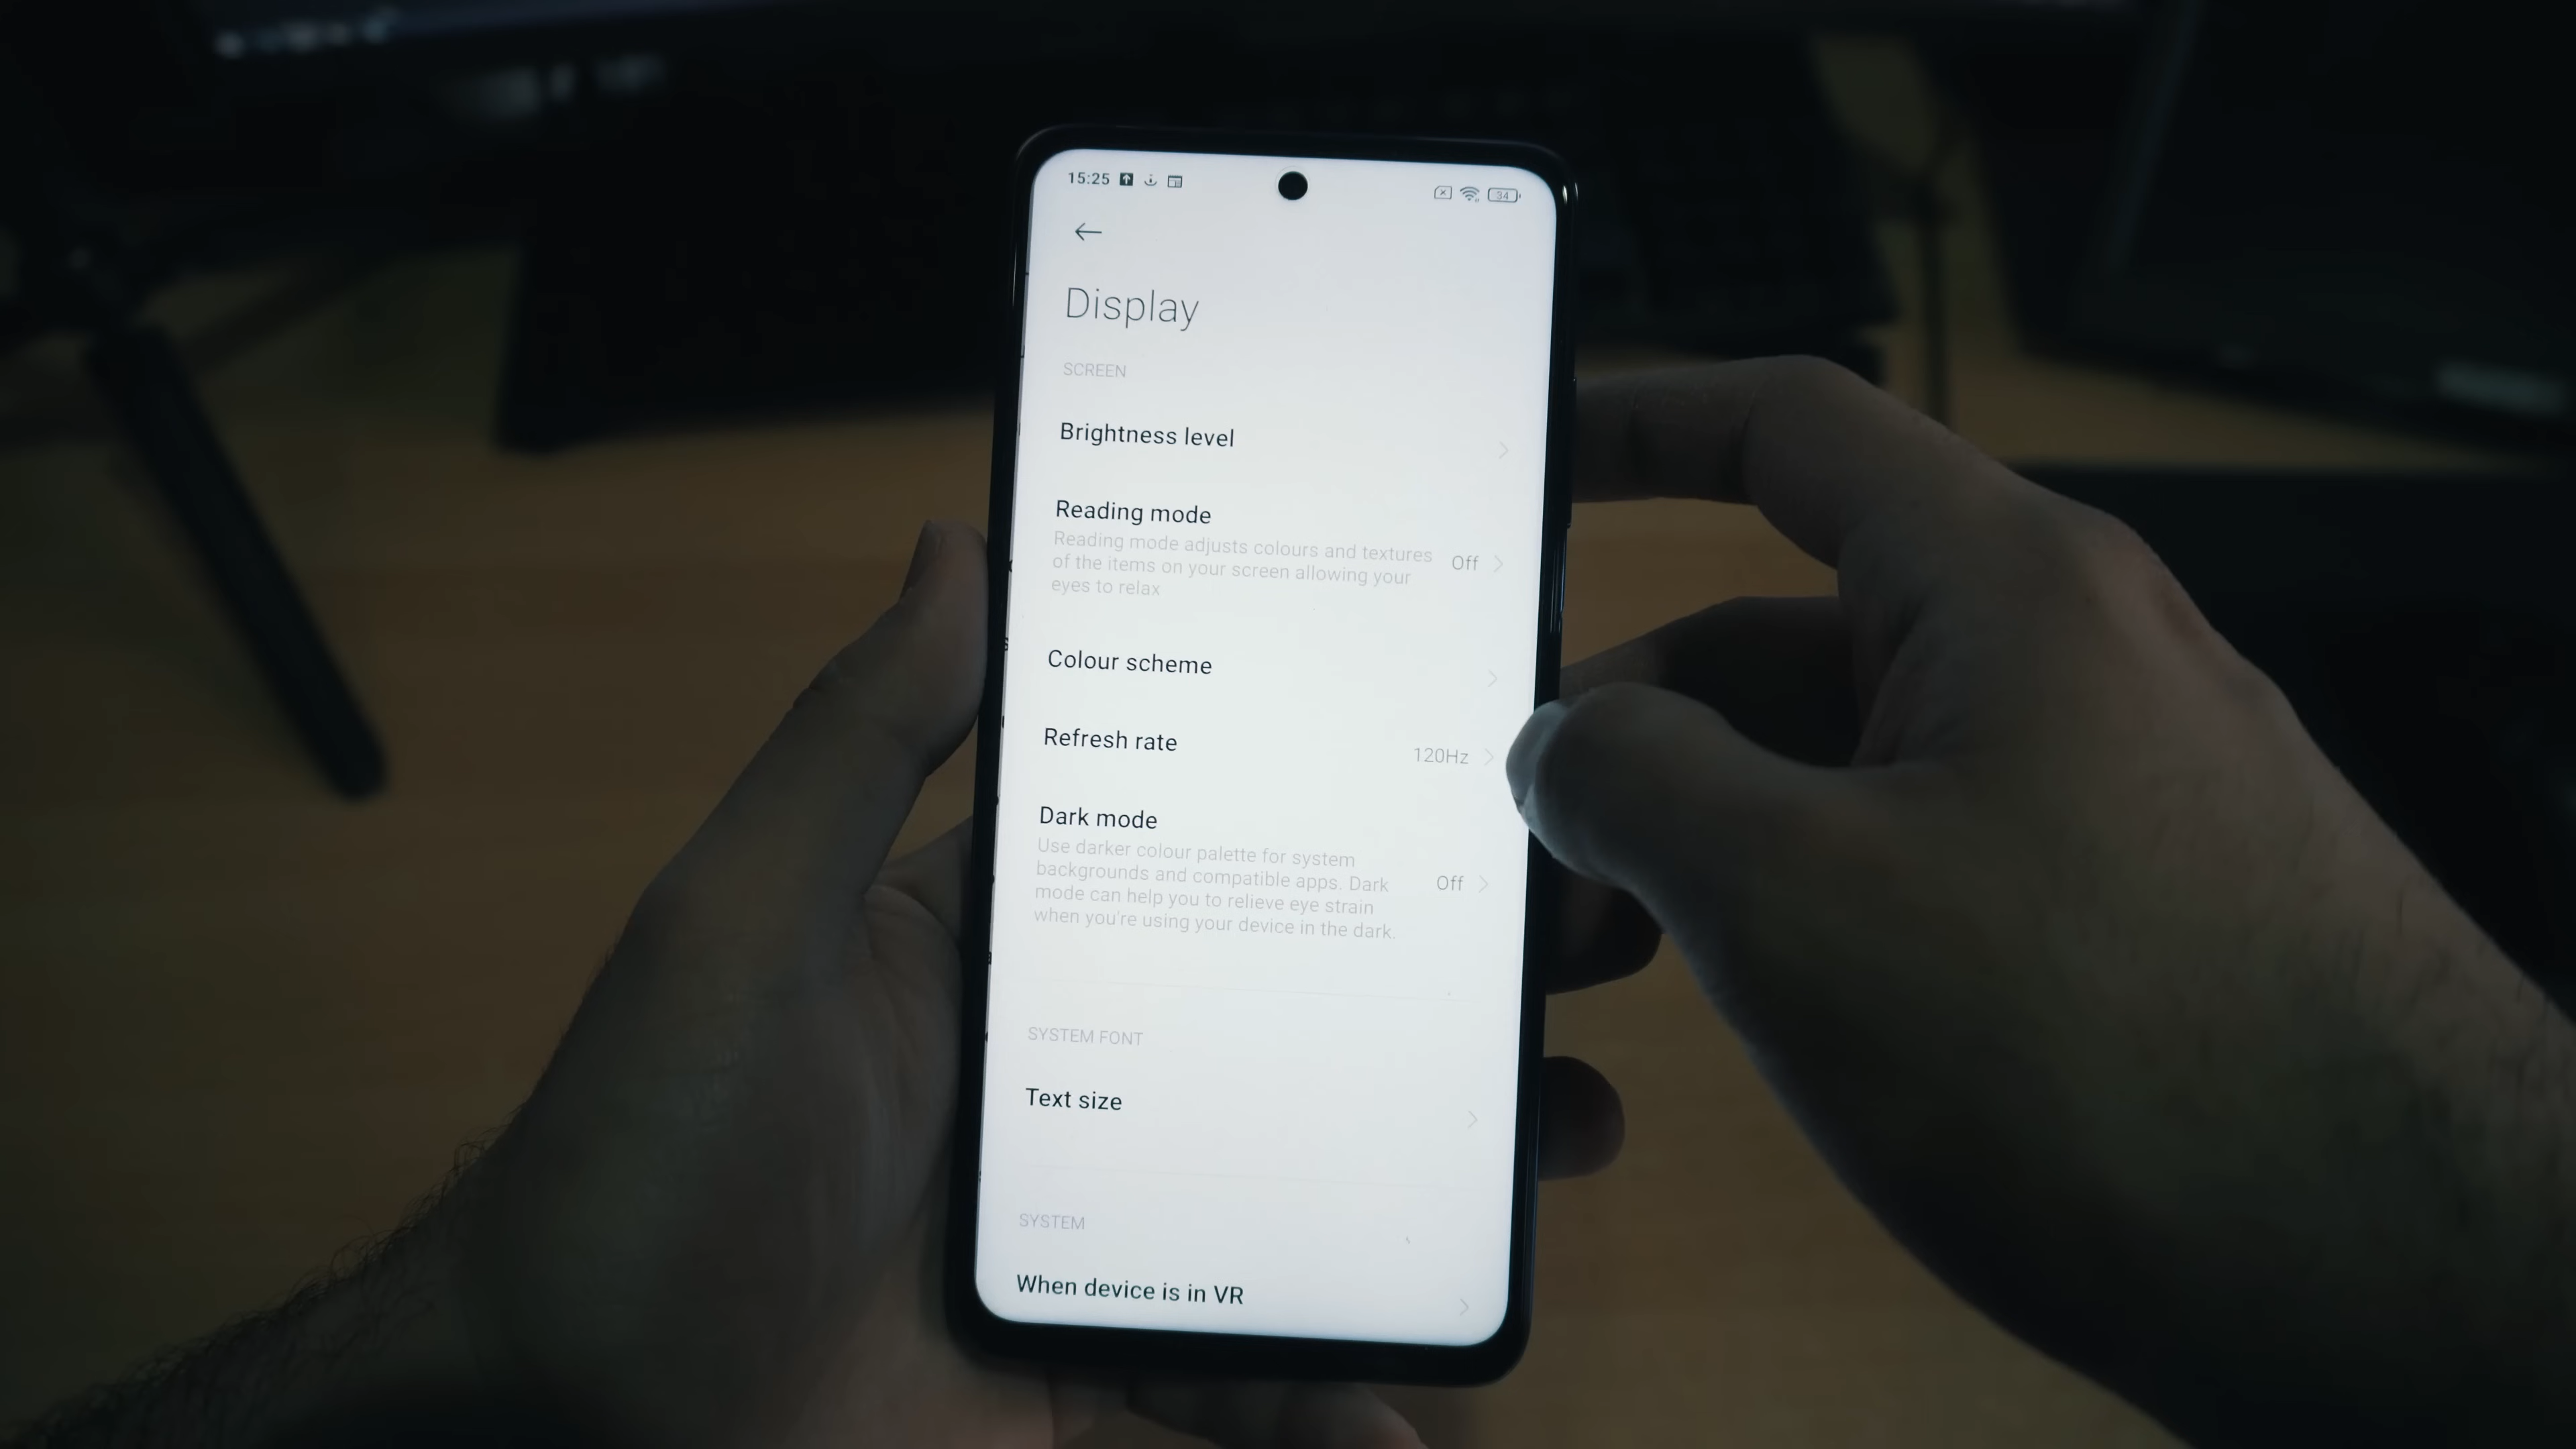 15:25
34
Display
SCREEN
Brightness level
Reading mode
Reading mode adjusts colours and textures
of the items on your screen allowing your
eyes to relax
Off
Colour scheme
Refresh rate
120Hz
Dark mode
Use darker colour palette for system
backgrounds and compatible apps. Dark
mode can help you to relieve eye strain
when you're using your device in the dark.
Off
SYSTEM FONT
Text size
SYSTEM
When device is in VR